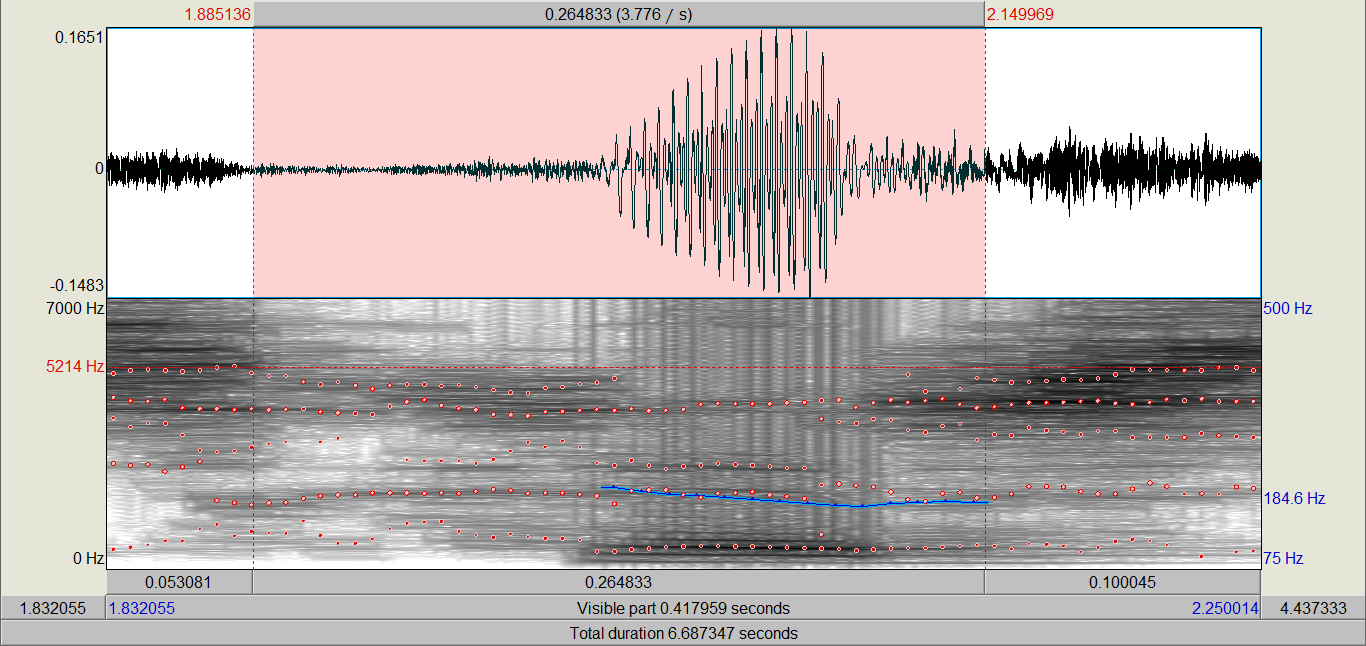 1.885136 0.264833 (3.776 / s) 2.149969
0.1651
0
-0.1483
7000 Hz 500 Hz
5214 Hz
184.6 Hz
0 Hz 75 Hz
0.053081 0.264833 0.100045
1.832055 1.832055 Visible part 0.417959 seconds 2.250014 4.437333
Total duration 6.687347 seconds